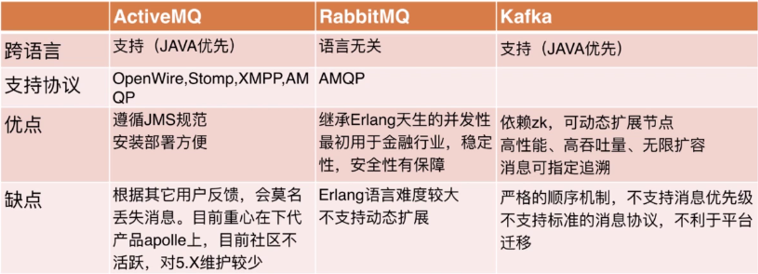 ActiveMQ RabbitMQ Kafka
跨语言 支持（JAVA优先） 语言无关 支持（JAVA优先）
支持协议 OpenWire,Stomp,XMPP,AM
QP
AMQP
优点
遵循JMS规范
安装部署方便
继承Erlang天生的并发性
最初用于金融行业，稳定
性，安全性有保障
依赖zk，可动态扩展节点
高性能、高吞吐量、无限扩容
消息可指定追溯
缺点
根据其它用户反馈，会莫名
丢失消息。目前重心在下代
产品apolle上，目前社区不
活跃，对5.X维护较少
Erlang语言难度较大
不支持动态扩展
严格的顺序机制，不支持消息优先级
不支持标准的消息协议，不利于平台
迁移